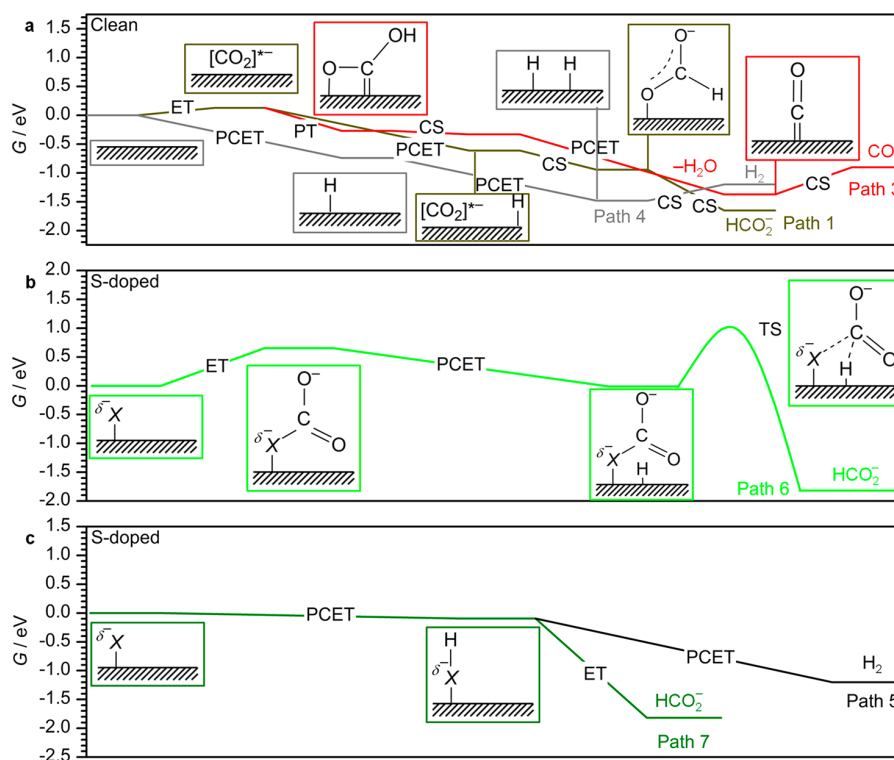 a
Clean
G / eV
1.5
1.0
0.5
0.0
-0.5
-1.0
-1.5
-2.0
[CO2]*−
OH
O
C
H H
O−
C
O
H
O
C
ET
PT
CS
PCET
PCET
PCET
PCET
CS
−H2O
CO
H2
CS
CS
CS
H
[CO2]*− H
Path 4
HCO2− Path 1
Path 3
b
S-doped
G / eV
2.0
1.5
1.0
0.5
0.0
-0.5
-1.0
-1.5
-2.0
ET
PCET
TS
δ− X
O−
C
δ− X O
O−
C
δ− X O
H
O−
C
δ− X O
H
Path 6
HCO2−
c
S-doped
G / eV
1.5
1.0
0.5
0.0
-0.5
-1.0
-1.5
-2.0
-2.5
PCET
δ− X
H
δ− X
ET
PCET
H2
HCO2−
Path 5
Path 7